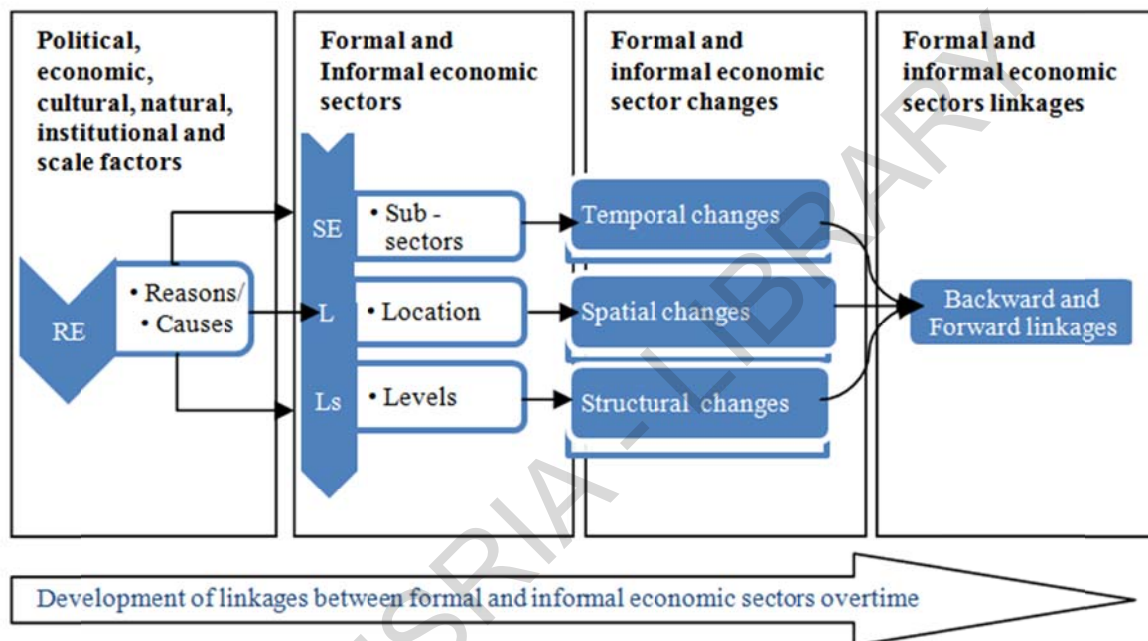 Political,
economic,
cultural, natural,
institutional and
scale factors
RE
• Reasons/
• Causes
Formal and
Informal economic
sectors
SE
• Sub -
sectors
L
• Location
Ls
• Levels
Formal and
informal economic
sector changes
Temporal changes
Spatial changes
Structural changes
Formal and
informal economic
sectors linkages
Backward and
Forward linkages
Development of linkages between formal and informal economic sectors overtime
SRIA - LIBRARY